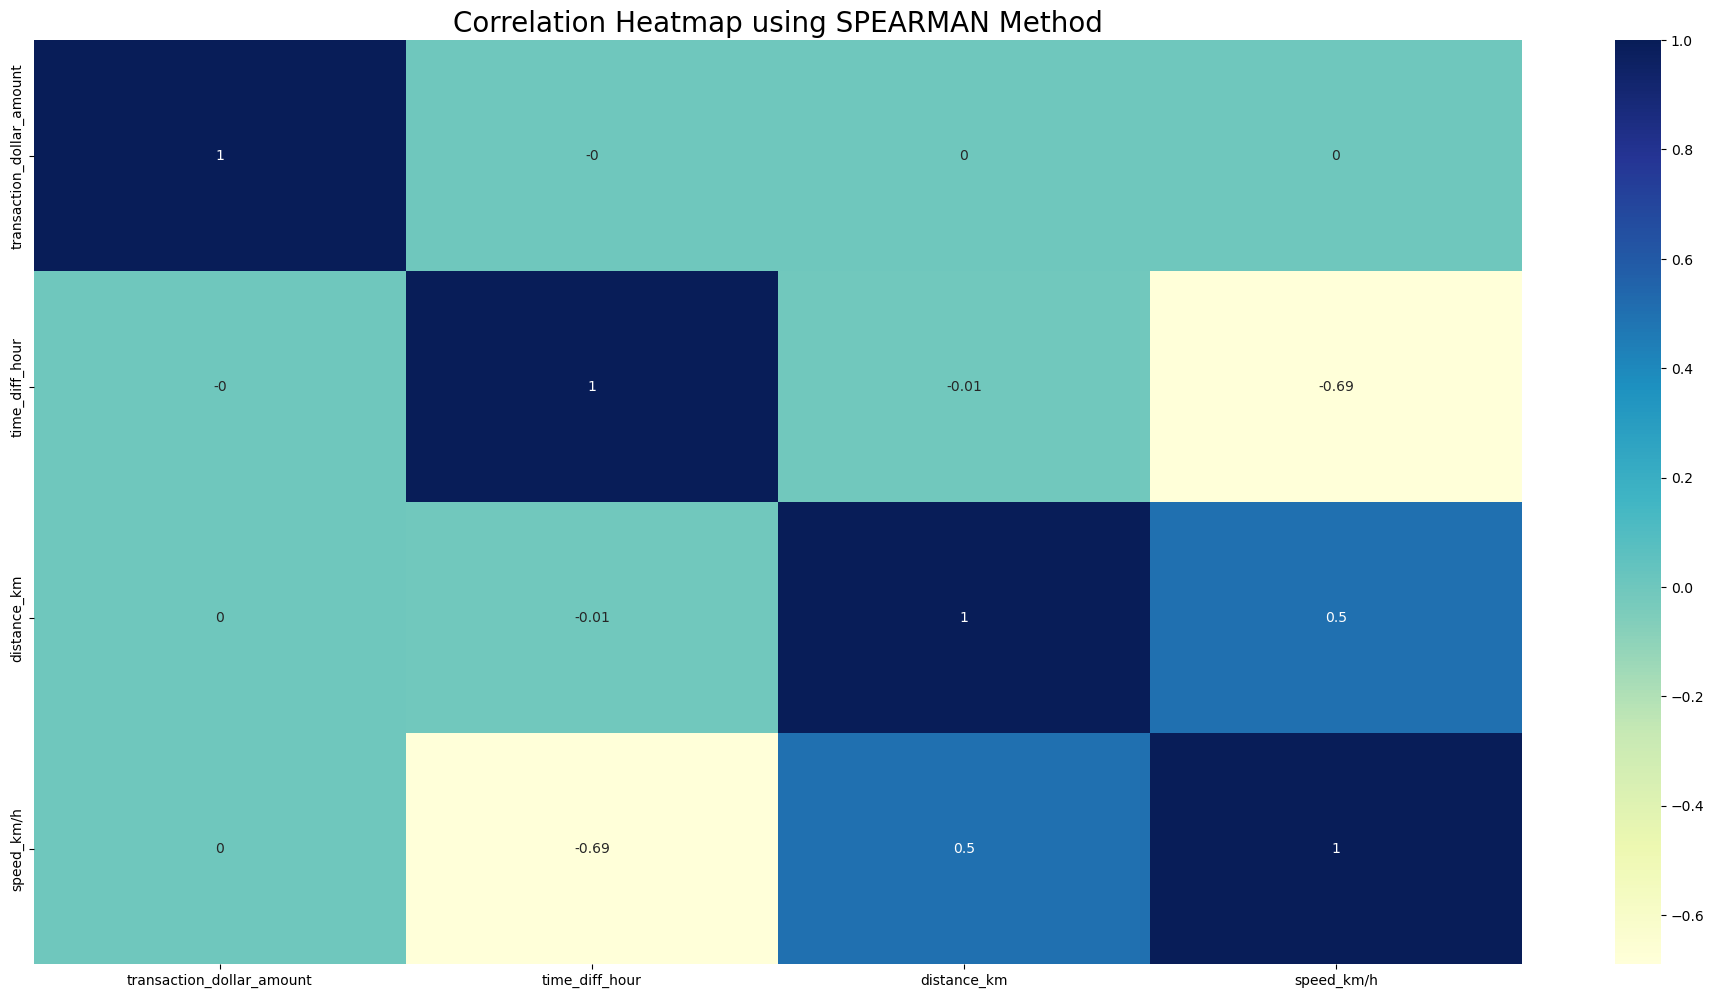 Correlation Heatmap using SPEARMAN Method
transaction_dollar_amount
1
-0
0
0
time_diff_hour
-0
1
-0.01
-0.69
distance_km
0
-0.01
1
0.5
speed_km/h
0
-0.69
0.5
1
transaction_dollar_amount
time_diff_hour
distance_km
speed_km/h
1.0
0.8
0.6
0.4
0.2
0.0
−0.2
−0.4
−0.6